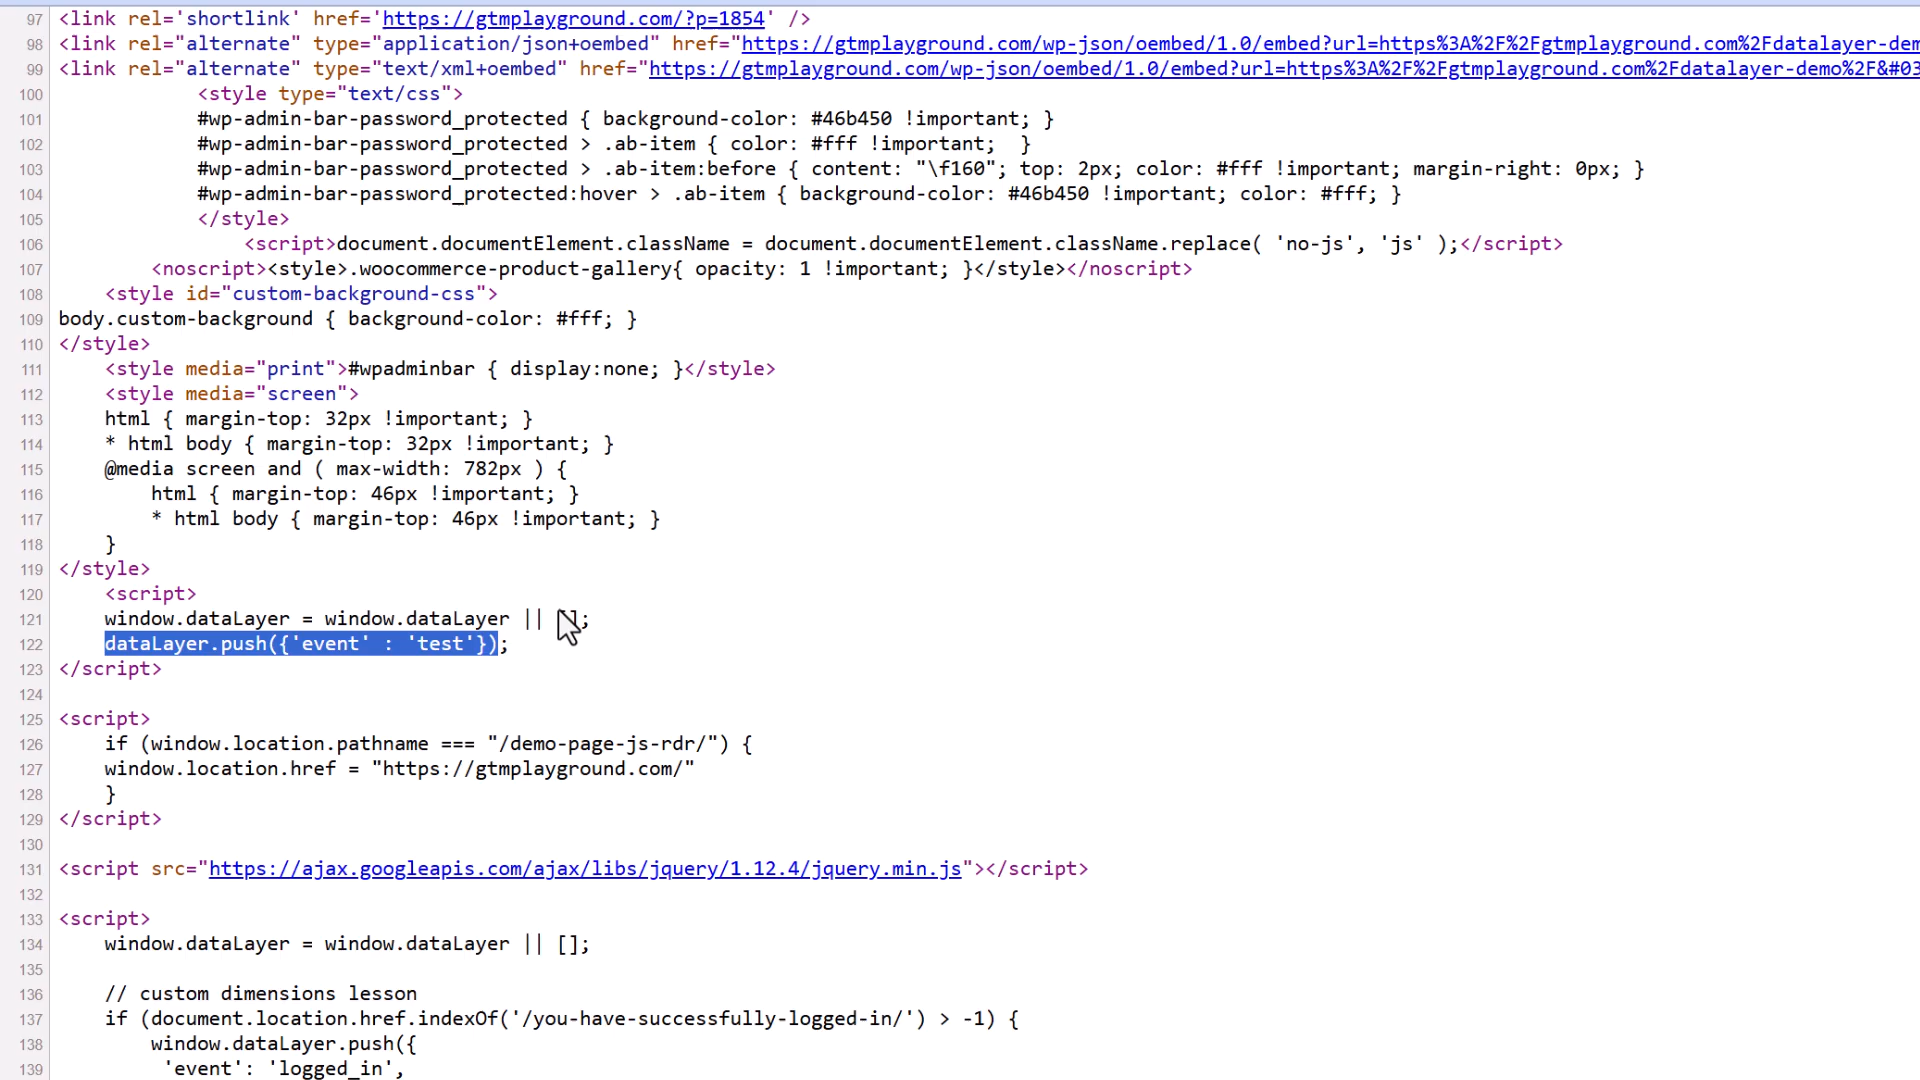 97 <link rel='shortlink' href='https://gtmplayground.com/?p=1854' />
98 <link rel="alternate" type="application/json+oembed" href="https://gtmplayground.com/wp-json/oembed/1.0/embed?url=https%3A%2F%2Fgtmplayground.com%2Fdatalayer-dem
99 <link rel="alternate" type="text/xml+oembed" href="https://gtmplayground.com/wp-json/oembed/1.0/embed?url=https%3A%2F%2Fgtmplayground.com%2Fdatalayer-demo%2F&#03
100 <style type="text/css">
101 #wp-admin-bar-password_protected { background-color: #46b450 !important; }
102 #wp-admin-bar-password_protected > .ab-item { color: #fff !important;  }
103 #wp-admin-bar-password_protected > .ab-item:before { content: "\f160"; top: 2px; color: #fff !important; margin-right: 0px; }
104 #wp-admin-bar-password_protected:hover > .ab-item { background-color: #46b450 !important; color: #fff; }
105 </style>
106 <script>document.documentElement.className = document.documentElement.className.replace( 'no-js', 'js' );</script>
107 <noscript><style>.woocommerce-product-gallery{ opacity: 1 !important; }</style></noscript>
108 <style id="custom-background-css">
109 body.custom-background { background-color: #fff; }
110 </style>
111 <style media="print">#wpadminbar { display:none; }</style>
112 <style media="screen">
113 html { margin-top: 32px !important; }
114 * html body { margin-top: 32px !important; }
115 @media screen and ( max-width: 782px ) {
116 html { margin-top: 46px !important; }
117 * html body { margin-top: 46px !important; }
118 }
119 </style>
120 <script>
121 window.dataLayer = window.dataLayer || ];
122 dataLayer.push({'event' : 'test'});
123 </script>
124
125 <script>
126 if (window.location.pathname === "/demo-page-js-rdr/") {
127 window.location.href = "https://gtmplayground.com/"
128 }
129 </script>
130
131 <script src="https://ajax.googleapis.com/ajax/libs/jquery/1.12.4/jquery.min.js"></script>
132
133 <script>
134 window.dataLayer = window.dataLayer || [];
135
136 // custom dimensions lesson
137 if (document.location.href.indexOf('/you-have-successfully-logged-in/') > -1) {
138 window.dataLayer.push({
139 'event': 'logged_in',